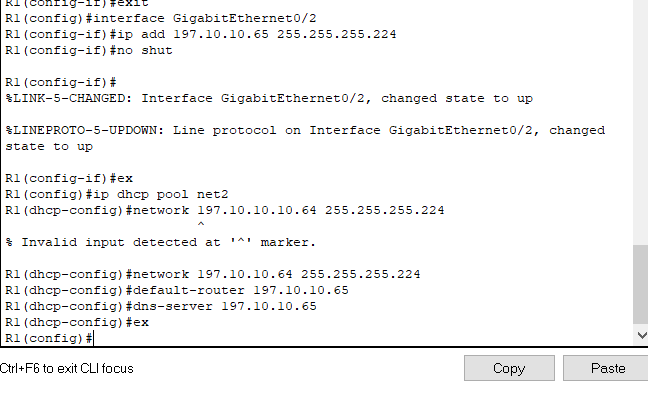 R1(config-if)#exit
R1(config)#interface GigabitEthernet0/2
R1(config-if)#ip add 197.10.10.65 255.255.255.224
R1(config-if)#no shut
R1(config-if)#
%LINK-5-CHANGED: Interface GigabitEthernet0/2, changed state to up
%LINEPROTO-5-UPDOWN: Line protocol on Interface GigabitEthernet0/2, changed
state to up
R1(config-if)#ex
R1(config)#ip dhcp pool net2
R1(dhcp-config)#network 197.10.10.10.64 255.255.255.224
^
% Invalid input detected at '^' marker.
R1(dhcp-config)#network 197.10.10.64 255.255.255.224
R1(dhcp-config)#default-router 197.10.10.65
R1(dhcp-config)#dns-server 197.10.10.65
R1(dhcp-config)#ex
R1(config)#
Ctrl+F6 to exit CLI focus
Copy
Paste